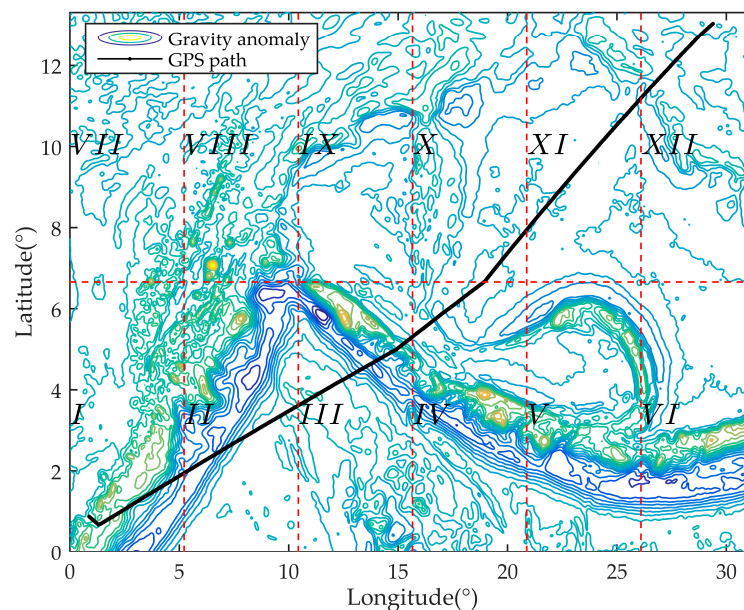 Gravity anomaly
GPS path
12
10
8
6
4
2
0
Latitude(°)
VII VIII IX X XI XII
I II III IV V VI
0 5 10 15 20 25 30
Longitude(°)